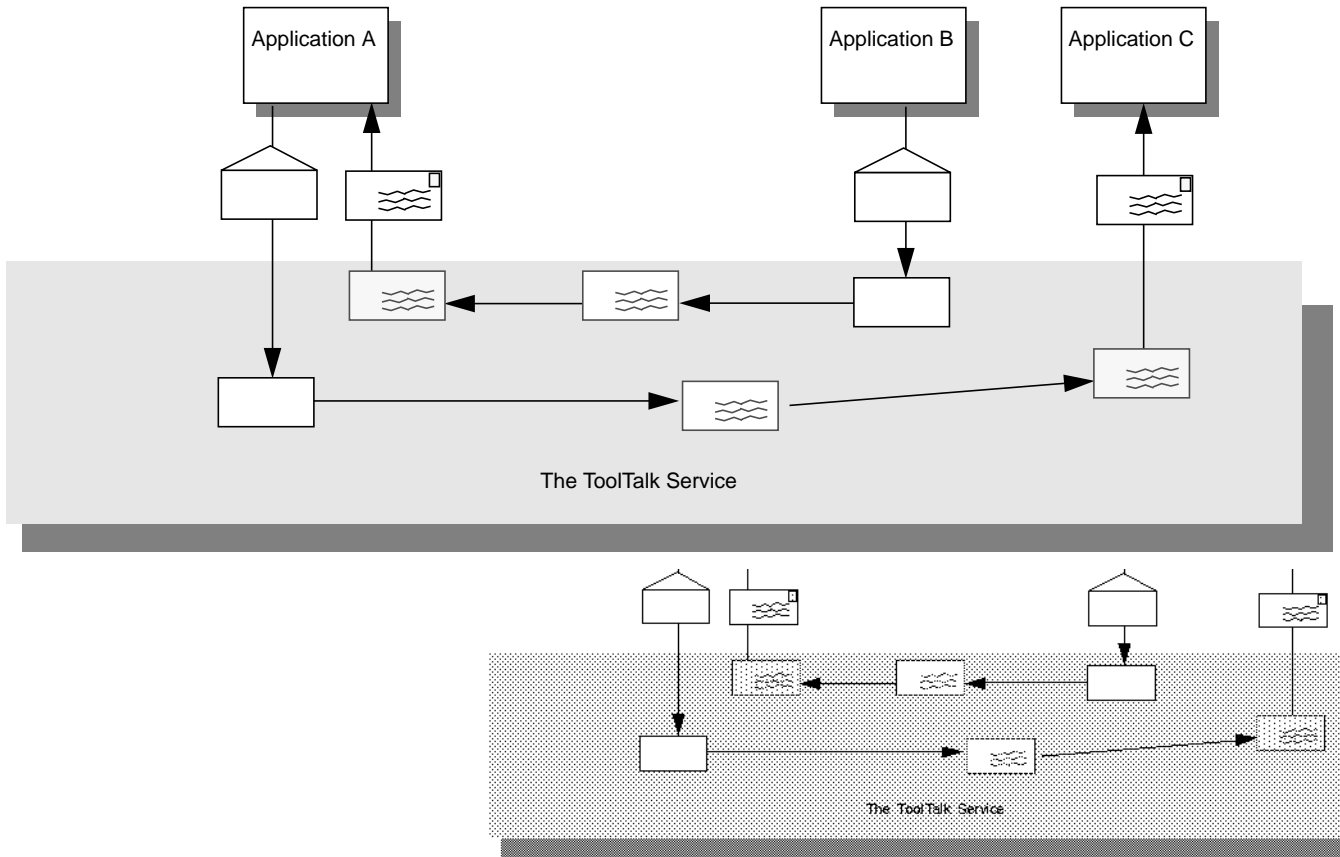 Application A
Application B
Application C
The ToolTalk Service
The ToolTalk Service